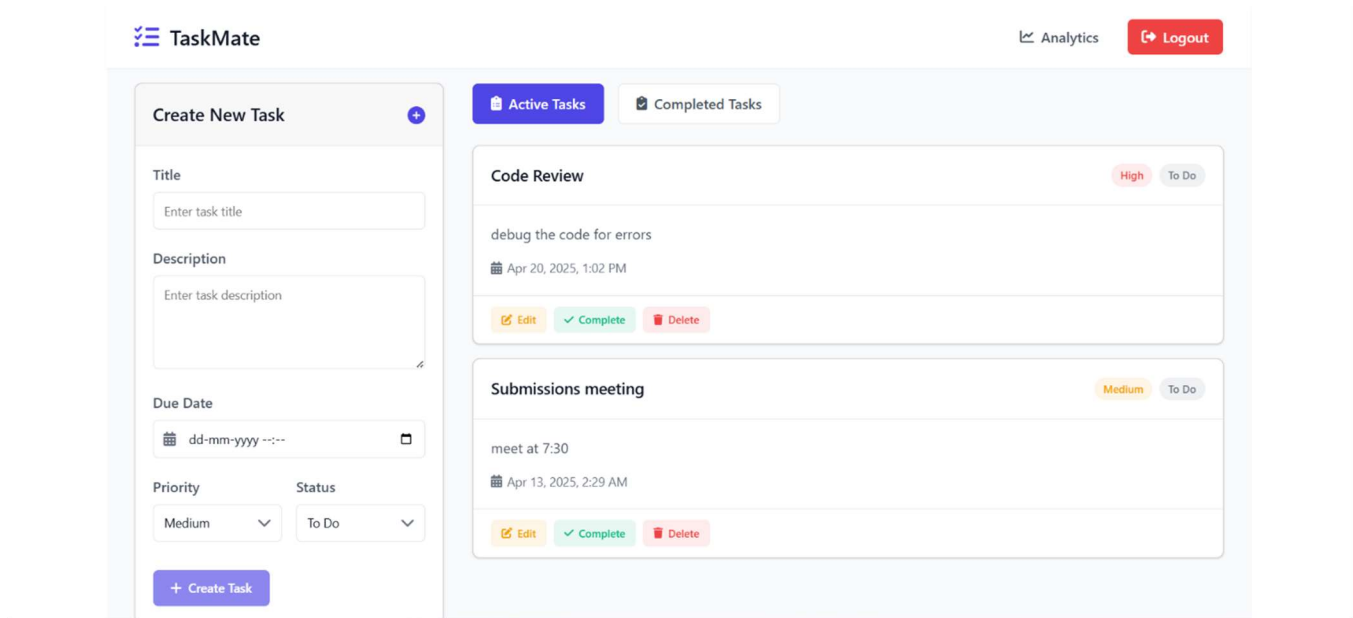 TaskMate
Analytics
Logout
Create New Task
Title
Enter task title
Description
Enter task description
Due Date
dd-mm-yyyy --:--
Priority Status
Medium To Do
+ Create Task
Active Tasks Completed Tasks
Code Review High To Do
debug the code for errors
Apr 20, 2025, 1:02 PM
Edit Complete Delete
Submissions meeting Medium To Do
meet at 7:30
Apr 13, 2025, 2:29 AM
Edit Complete Delete